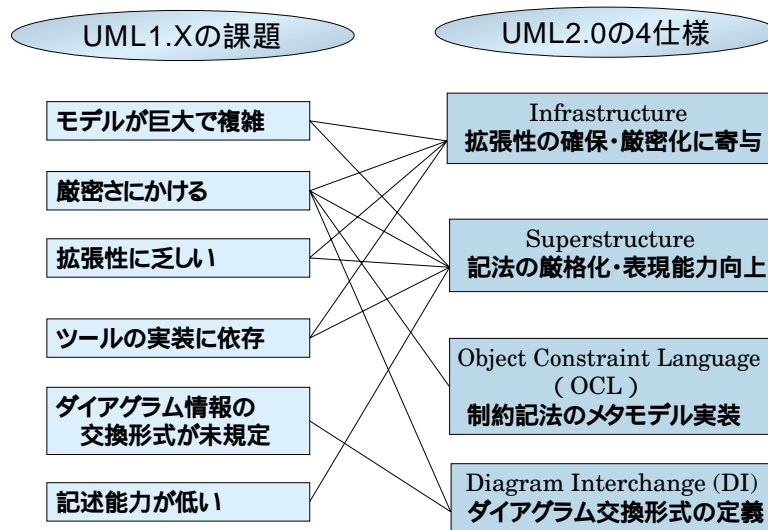 UML1.Xの課題
モデルが巨大で複雑
厳密さにかける
拡張性に乏しい
ツールの実装に依存
ダイアグラム情報の
交換形式が未規定
記述能力が低い
UML2.0の4仕様
Infrastructure
拡張性の確保・厳密化に寄与
Superstructure
記法の厳格化・表現能力向上
Object Constraint Language
( OCL )
制約記法のメタモデル実装
Diagram Interchange (DI)
ダイアグラム交換形式の定義